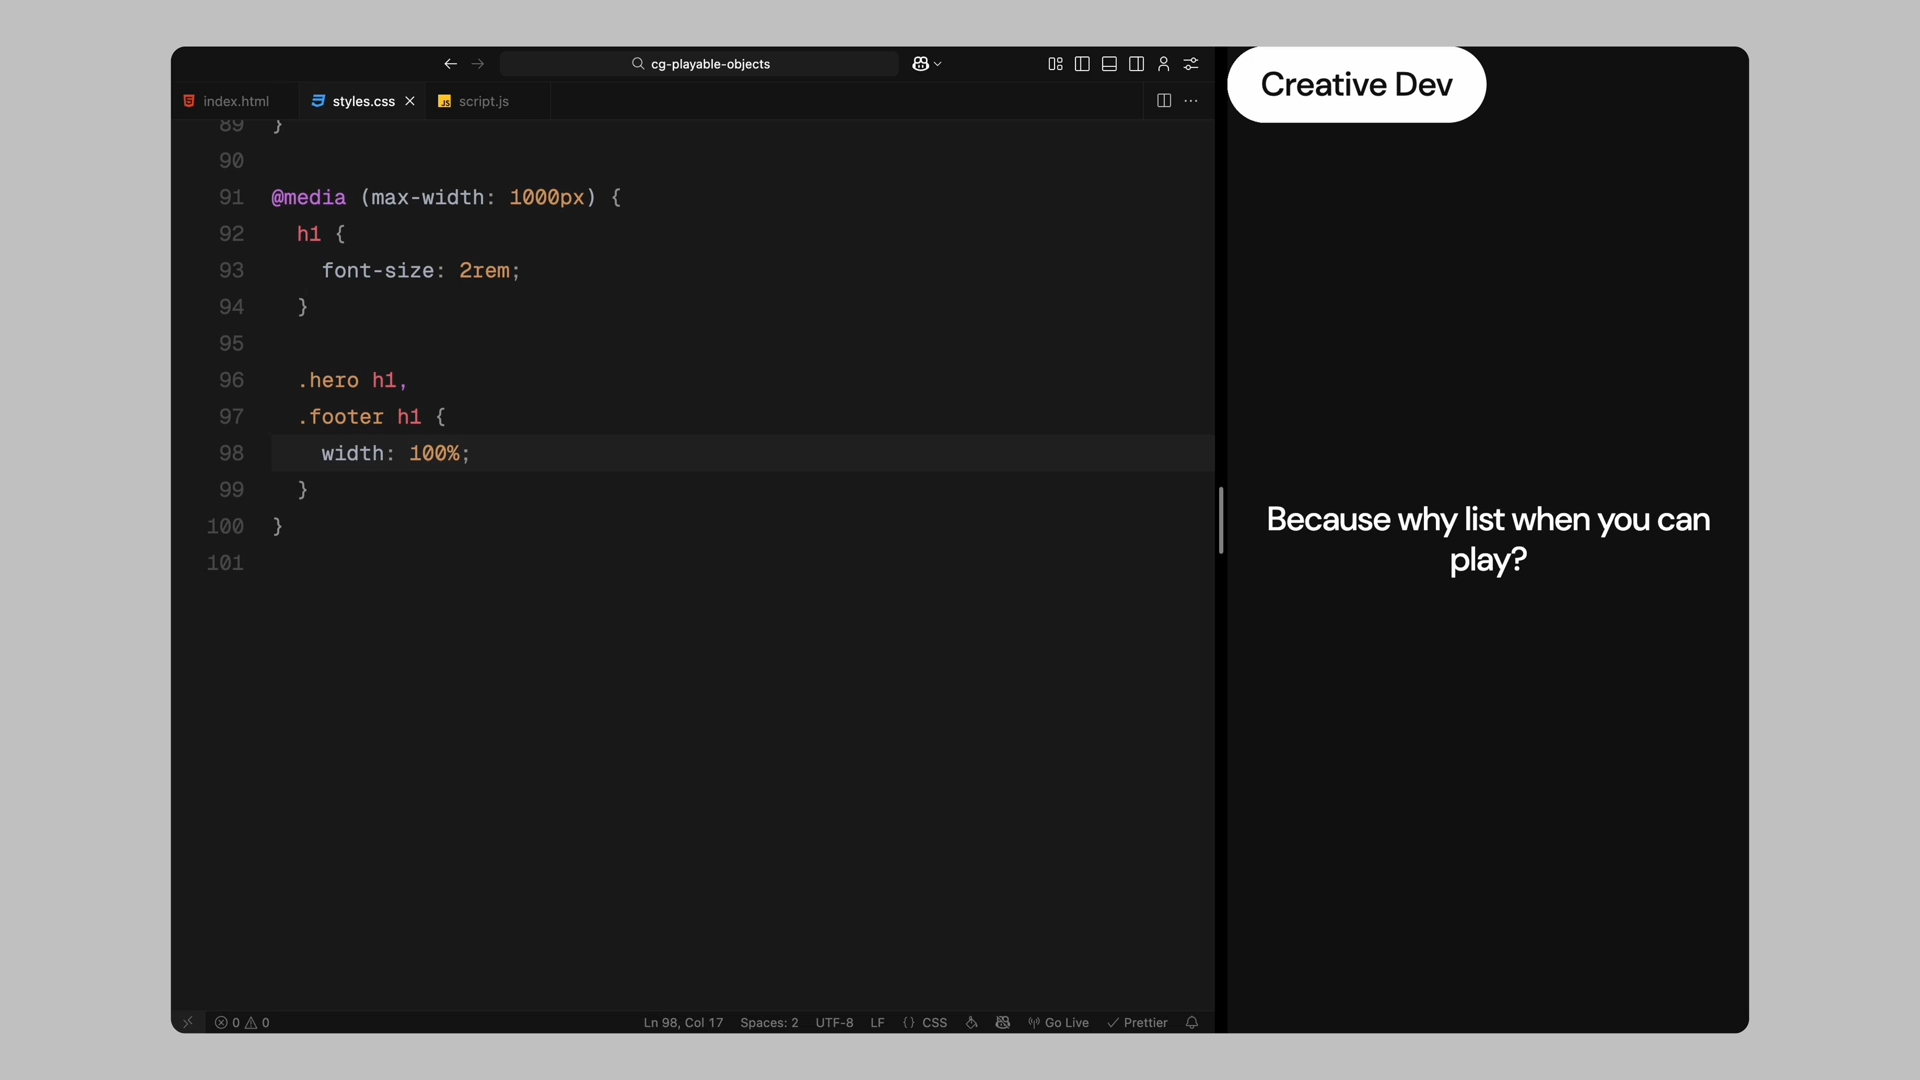 cg-playable-objects
index.html
styles.css
script.js
89 }
90
91 @media (max-width: 1000px) {
92 h1 {
93 font-size: 2rem;
94 }
95
96 .hero h1,
97 .footer h1 {
98 width: 100%;
99 }
100 }
101
0 0
Ln 98, Col 17
Spaces: 2
UTF-8
LF
{} CSS
Go Live
Prettier
Creative Dev
Because why list when you can
play?